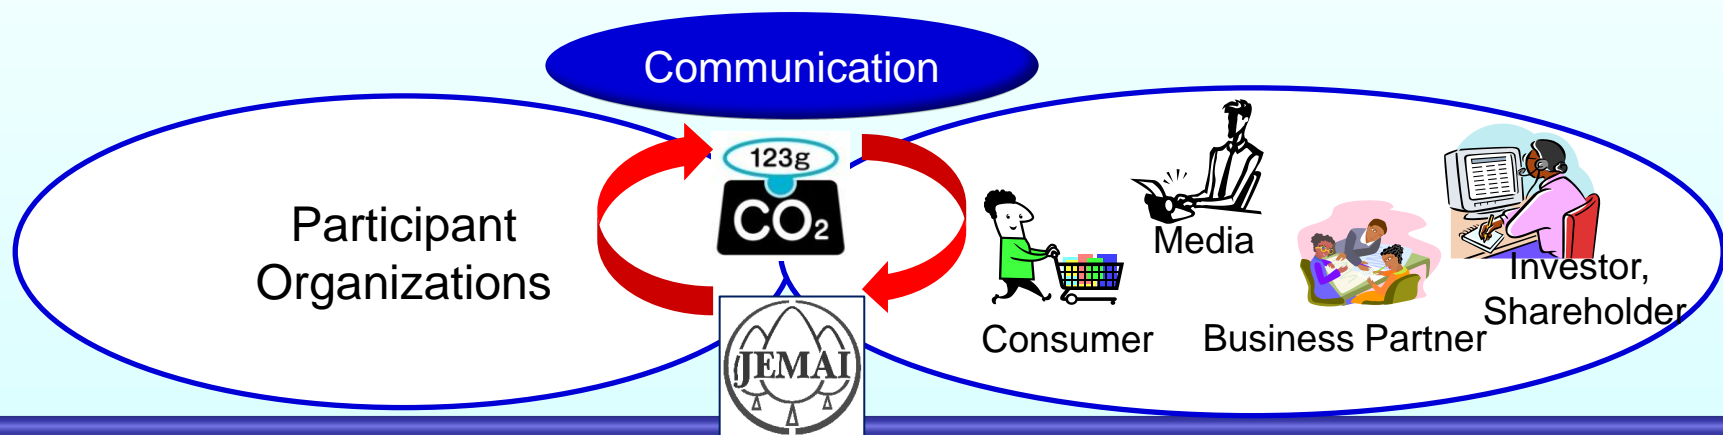 Communication
123g
CO₂
Participant
Organizations
Media
Investor,
Shareholder
Consumer
Business Partner
JEMAI